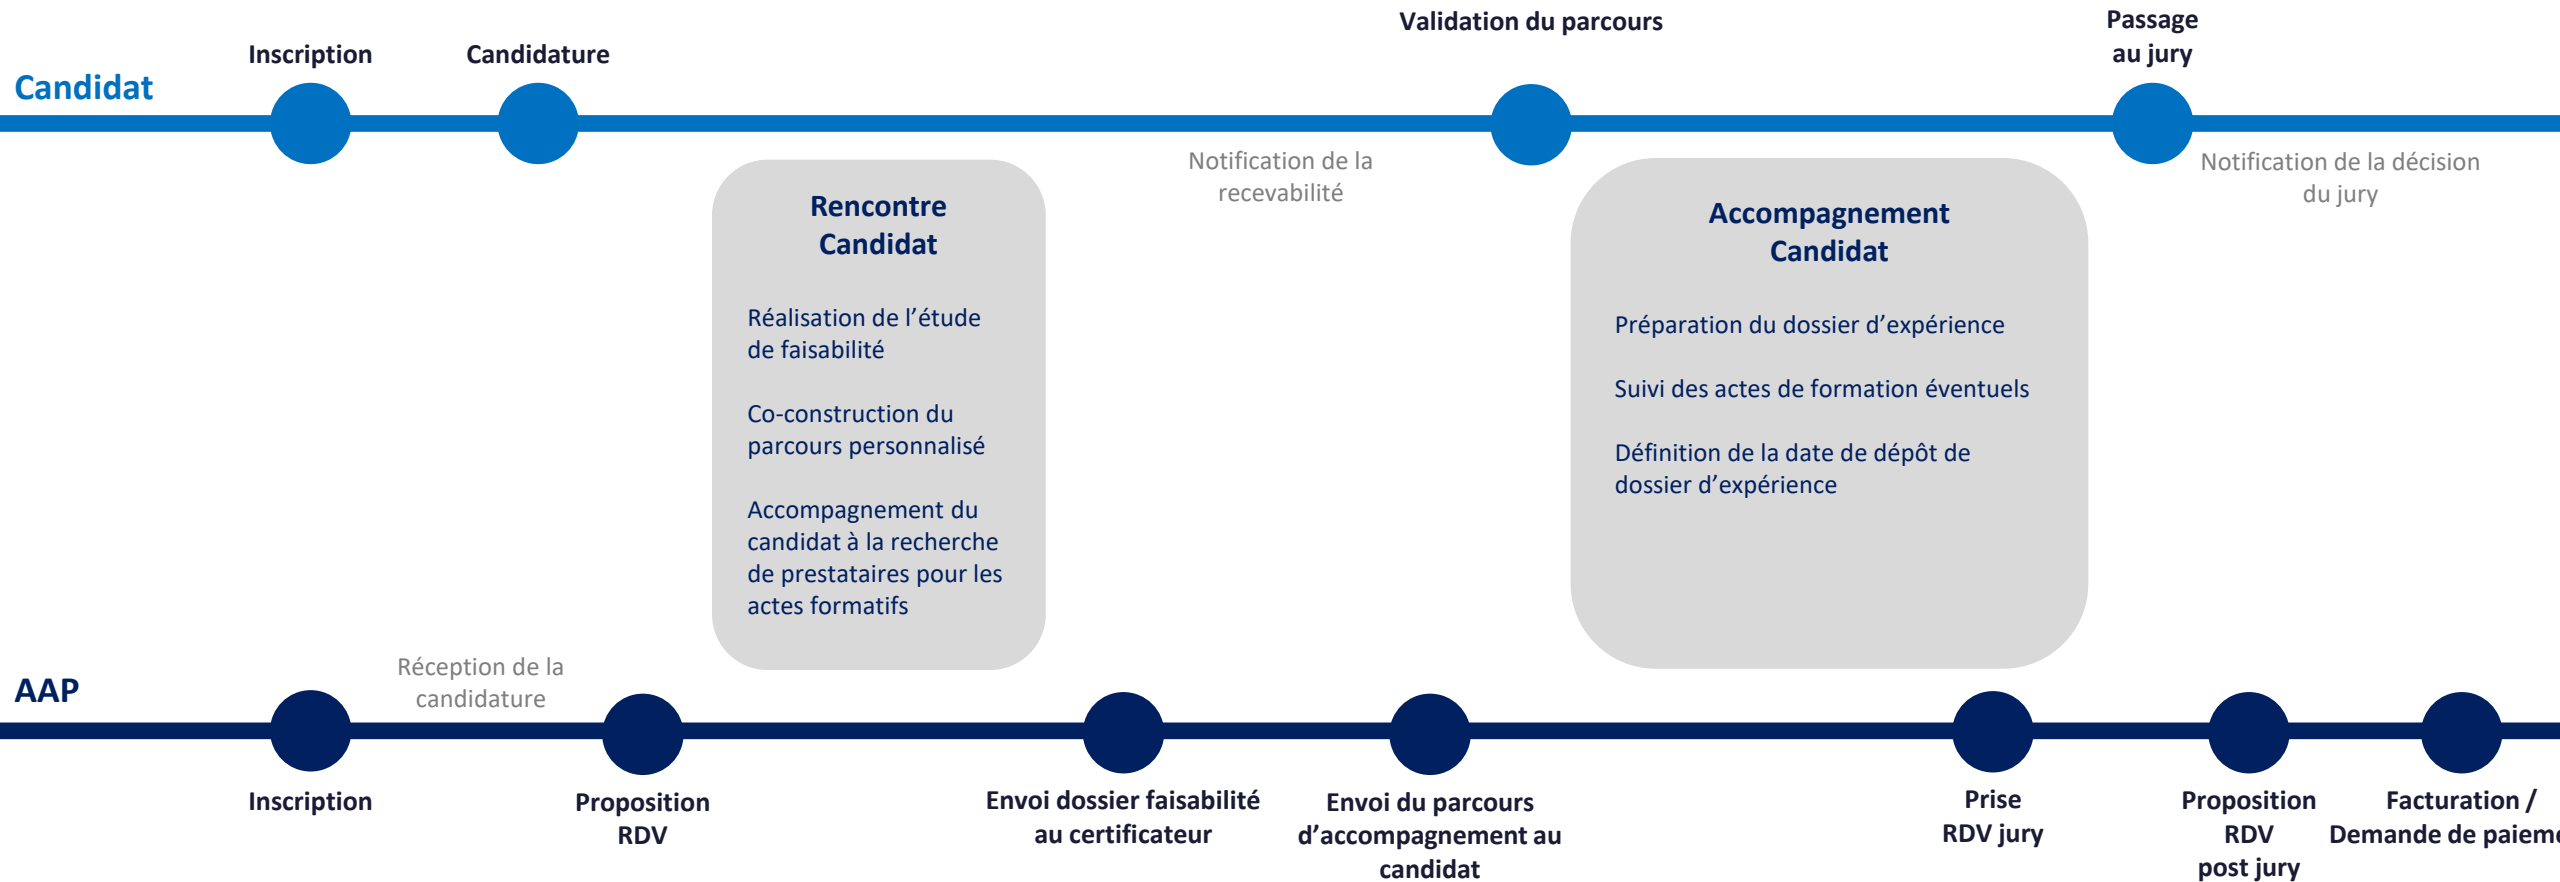 Validation du parcours
Passage
au jury
Inscription
Candidature
Candidat
Notification de la
recevabilité
Notification de la décision
du jury
Rencontre
Candidat
Réalisation de l’étude
de faisabilité
Co-construction du
parcours personnalisé
Accompagnement du
candidat à la recherche
de prestataires pour les
actes formatifs
Accompagnement
Candidat
Préparation du dossier d’expérience
Suivi des actes de formation éventuels
Définition de la date de dépôt de
dossier d’expérience
AAP
Réception de la
candidature
Inscription
Proposition
RDV
Envoi dossier faisabilité
au certificateur
Envoi du parcours
d’accompagnement au
candidat
Prise
RDV jury
Proposition
RDV
post jury
Facturation /
Demande de paieme